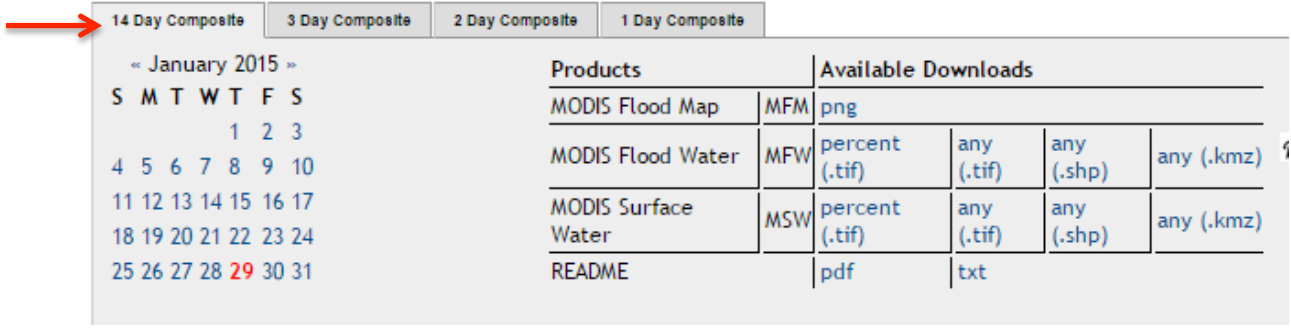 14 Day Composite 3 Day Composite 2 Day Composite 1 Day Composite
« January 2015 »
S M T W T F S
1 2 3
4 5 6 7 8 9 10
11 12 13 14 15 16 17
18 19 20 21 22 23 24
25 26 27 28 29 30 31
Products Available Downloads
MODIS Flood Map MFM png
MODIS Flood Water MFW percent (.tif) any (.tif) any (.shp) any (.kmz)
MODIS Surface Water MSW percent (.tif) any (.tif) any (.shp) any (.kmz)
README pdf txt